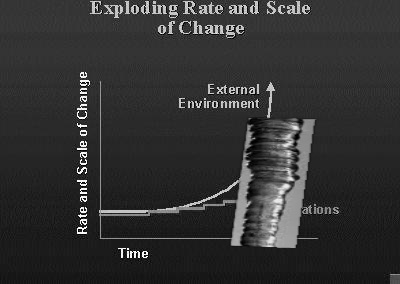 Exploding Rate and Scale
of Change
External
Environment
Rate and Scale of Change
Time